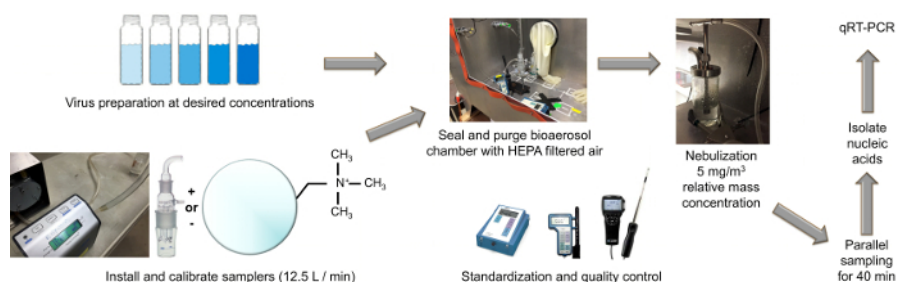 Virus preparation at desired concentrations
+
or
-
CH₃
N⁺
CH₃
CH₃
Install and calibrate samplers (12.5 L / min)
Seal and purge bioaerosol
chamber with HEPA filtered air
Standardization and quality control
Nebulization
5 mg/m³
relative mass
concentration
Parallel
sampling
for 40 min
Isolate
nucleic
acids
qRT-PCR